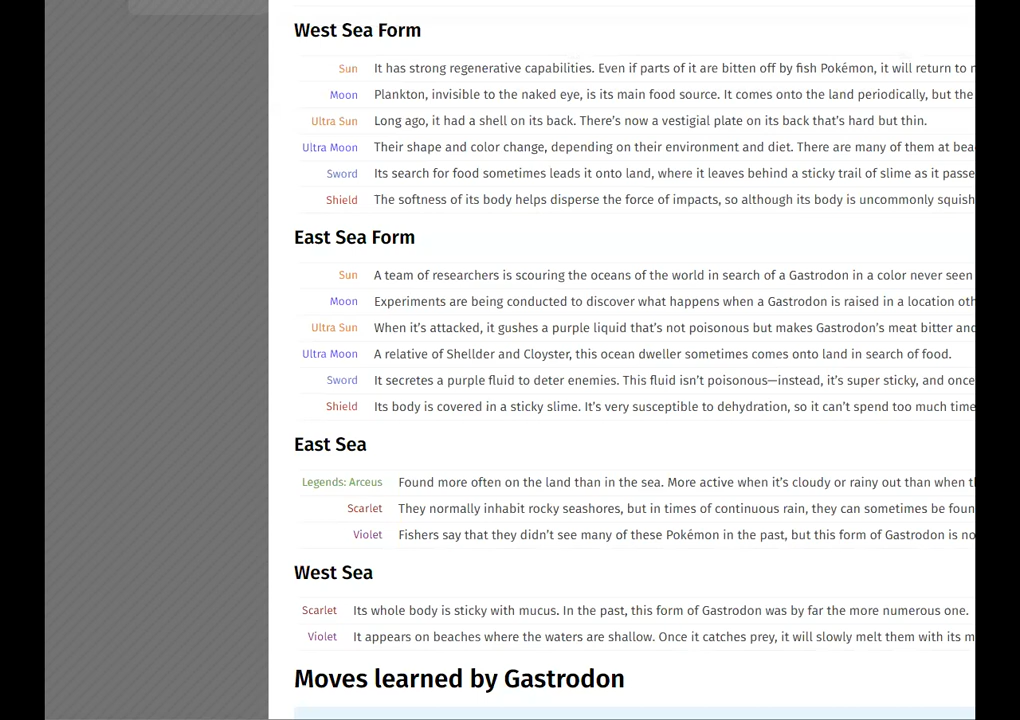 West Sea Form
Sun It has strong regenerative capabilities. Even if parts of it are bitten off by fish Pokémon, it will return to
Moon Plankton, invisible to the naked eye, is its main food source. It comes onto the land periodically, but the
Ultra Sun Long ago, it had a shell on its back. There’s now a vestigial plate on its back that’s hard but thin.
Ultra Moon Their shape and color change, depending on their environment and diet. There are many of them at
Sword Its search for food sometimes leads it onto land, where it leaves behind a sticky trail of slime as it
Shield The softness of its body helps disperse the force of impacts, so although its body is uncommonly
East Sea Form
Sun A team of researchers is scouring the oceans of the world in search of a Gastrodon in a color never seen
Moon Experiments are being conducted to discover what happens when a Gastrodon is raised in a location
Ultra Sun When it’s attacked, it gushes a purple liquid that’s not poisonous but makes Gastrodon’s meat bitter and
Ultra Moon A relative of Shellder and Cloyster, this ocean dweller sometimes comes onto land in search of food.
Sword It secretes a purple fluid to deter enemies. This fluid isn’t poisonous—instead, it’s super sticky, and once
Shield Its body is covered in a sticky slime. It’s very susceptible to dehydration, so it can’t spend too much time
East Sea
Legends: Arceus Found more often on the land than in the sea. More active when it’s cloudy or rainy out than when
Scarlet They normally inhabit rocky seashores, but in times of continuous rain, they can sometimes be
Violet Fishers say that they didn’t see many of these Pokémon in the past, but this form of Gastrodon is
West Sea
Scarlet Its whole body is sticky with mucus. In the past, this form of Gastrodon was by far the more numerous one.
Violet It appears on beaches where the waters are shallow. Once it catches prey, it will slowly melt them with its
Moves learned by Gastrodon